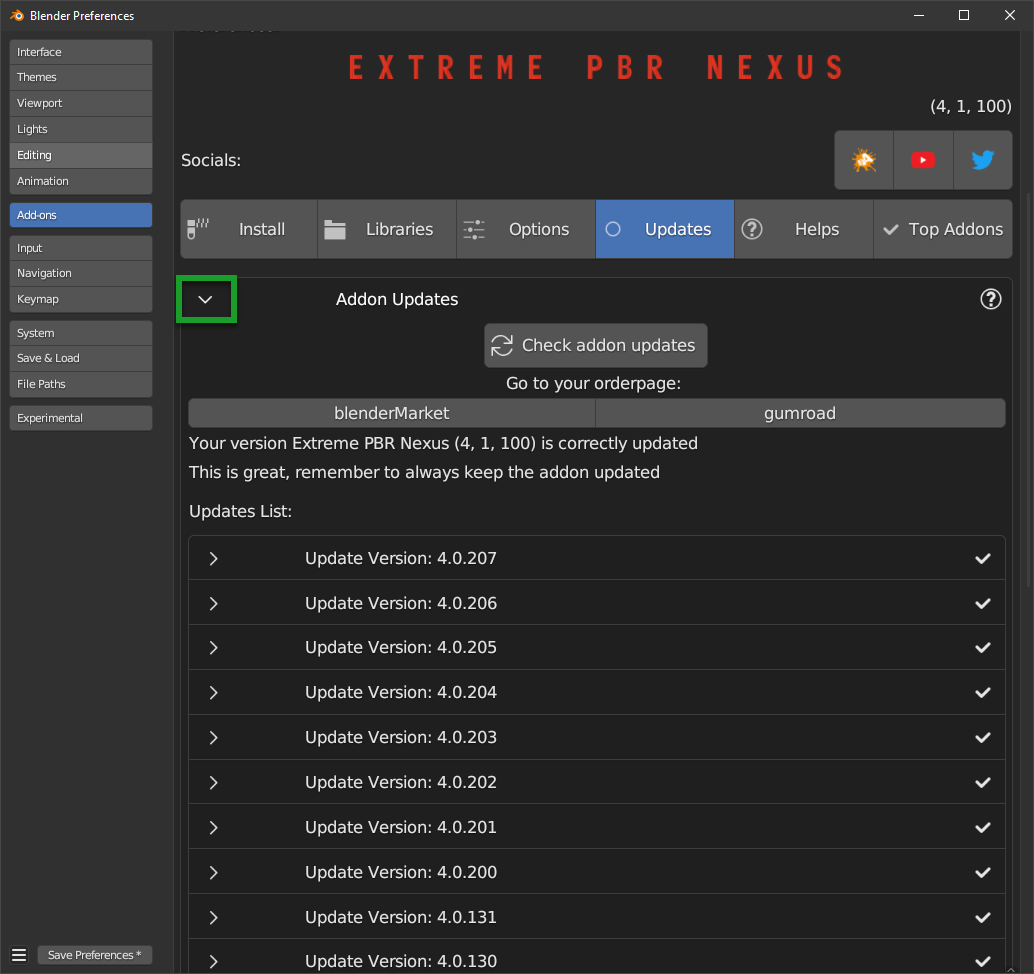 Blender Preferences
Interface
Themes
Viewport
Lights
Editing
Animation
Add-ons
Input
Navigation
Keymap
System
Save & Load
File Paths
Experimental
Save Preferences *
EXTREME PBR NEXUS
(4, 1, 100)
Socials:
Install Libraries Options Updates Helps Top Addons
Addon Updates
Check addon updates
Go to your orderpage:
blenderMarket gumroad
Your version Extreme PBR Nexus (4, 1, 100) is correctly updated
This is great, remember to always keep the addon updated
Updates List:
Update Version: 4.0.207
Update Version: 4.0.206
Update Version: 4.0.205
Update Version: 4.0.204
Update Version: 4.0.203
Update Version: 4.0.202
Update Version: 4.0.201
Update Version: 4.0.200
Update Version: 4.0.131
Update Version: 4.0.130